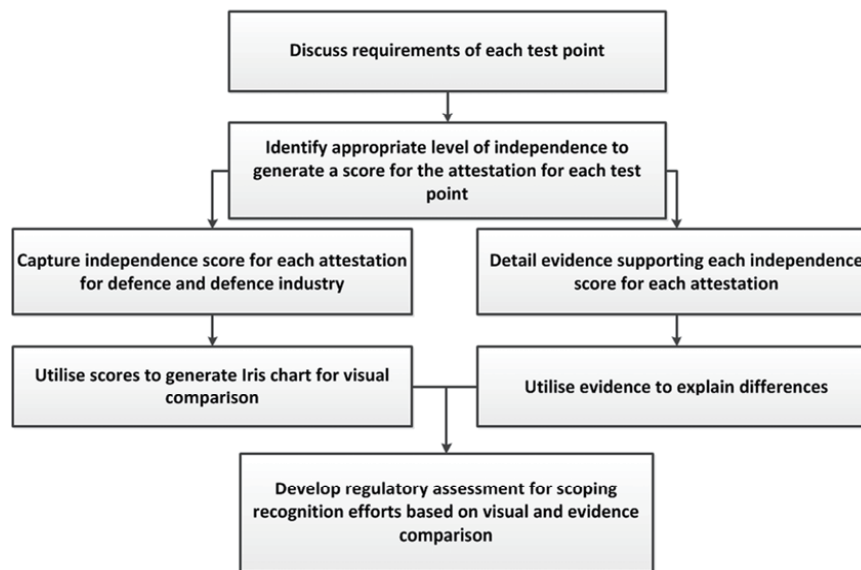 Discuss requirements of each test point
Identify appropriate level of independence to
generate a score for the attestation for each test
point
Capture independence score for each attestation
for defence and defence industry
Detail evidence supporting each independence
score for each attestation
Utilise scores to generate Iris chart for visual
comparison
Utilise evidence to explain differences
Develop regulatory assessment for scoping
recognition efforts based on visual and evidence
comparison